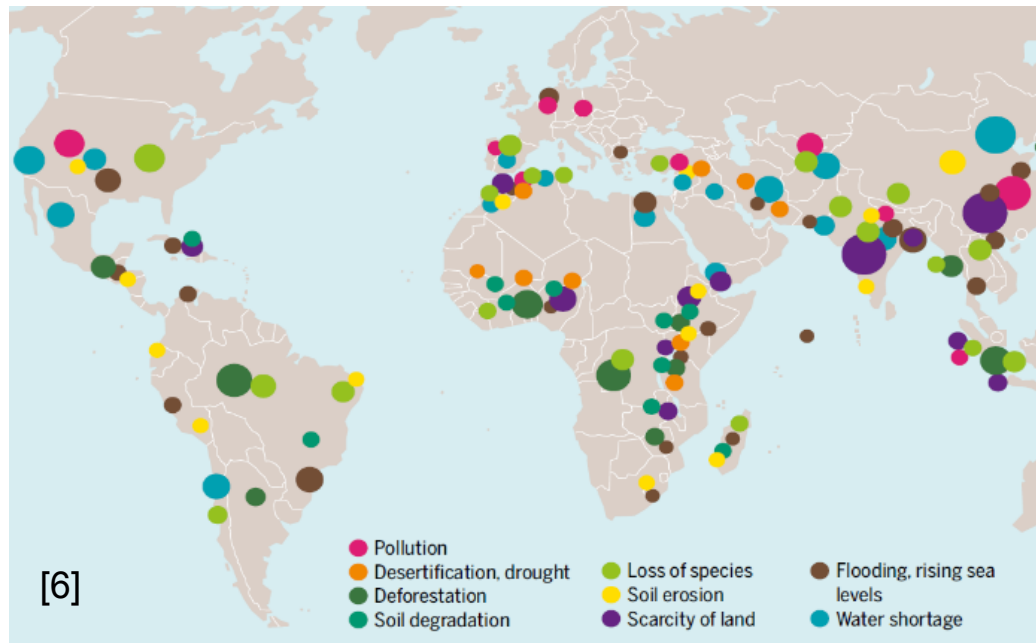 [6]
Pollution
Desertification, drought
Deforestation
Soil degradation
Loss of species
Soil erosion
Scarcity of land
Flooding, rising sea
levels
Water shortage